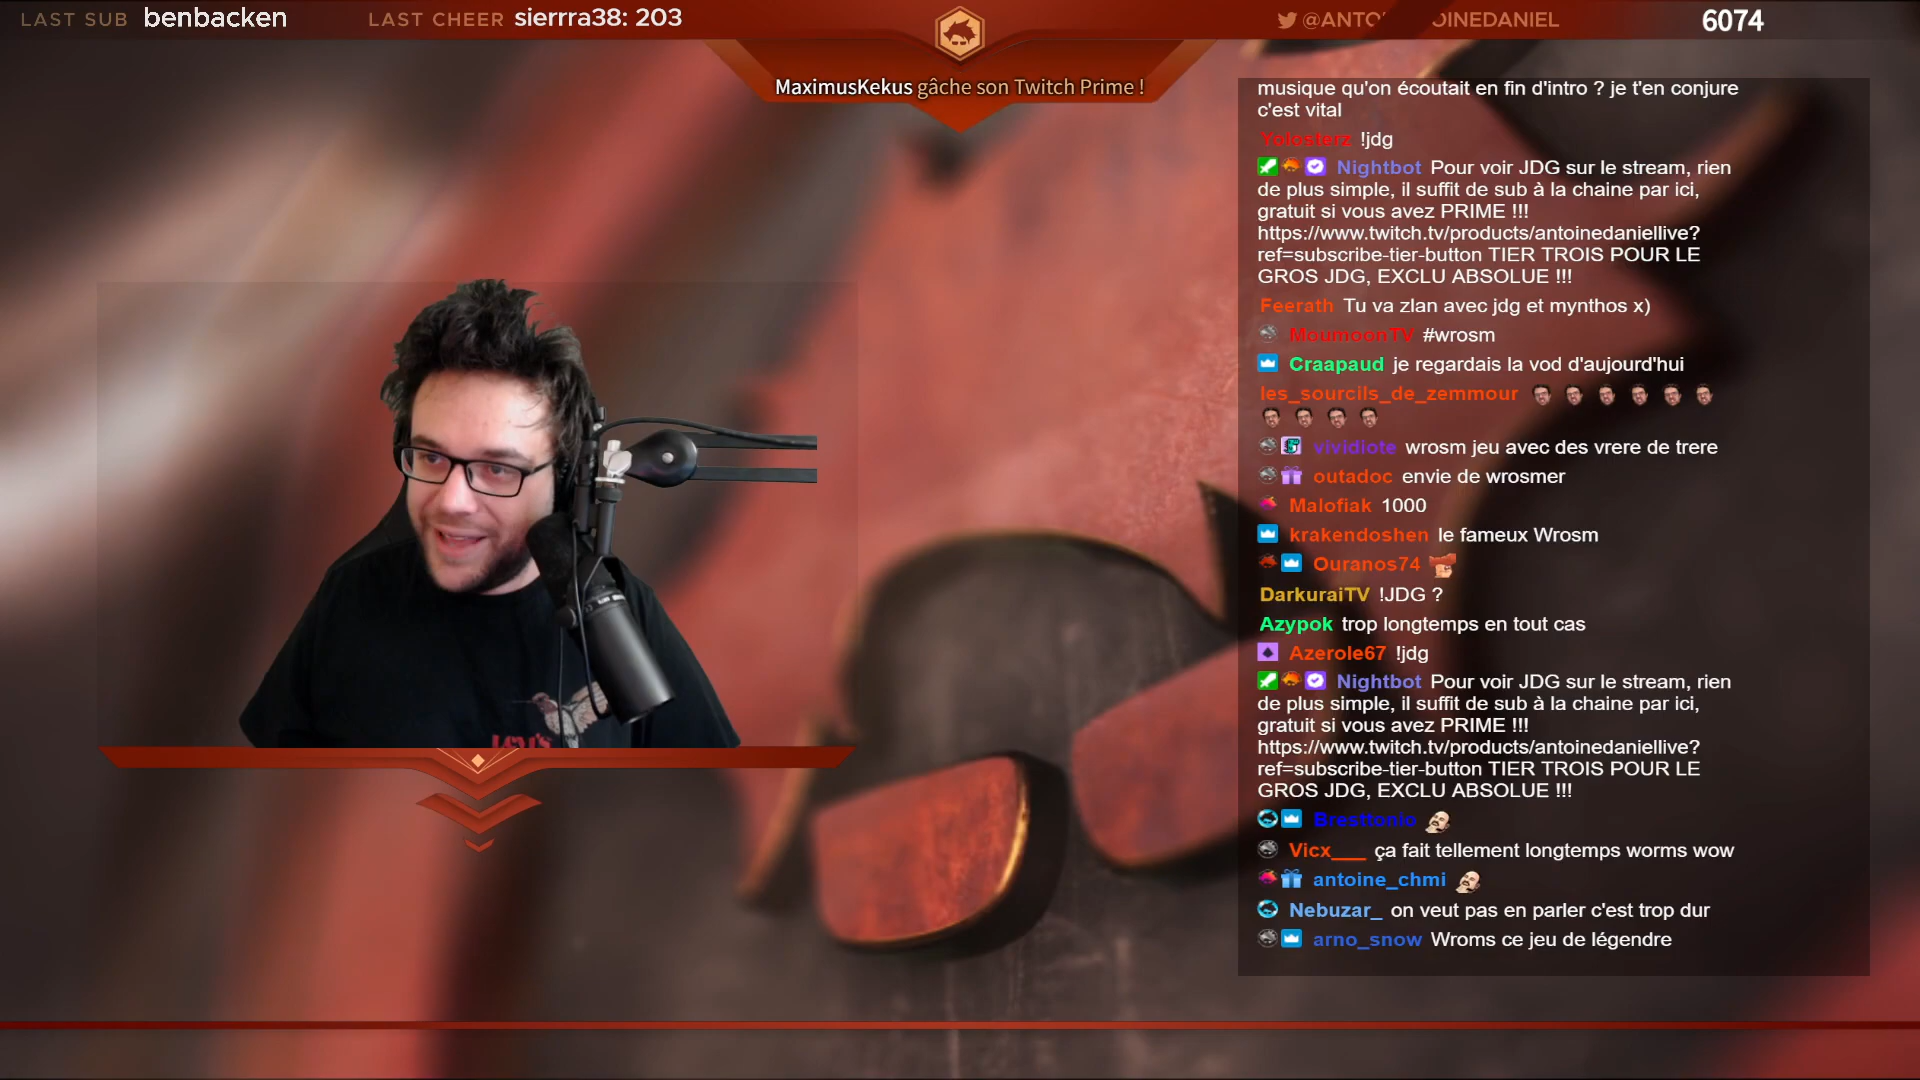 LAST SUB benbacken
LAST CHEER sierrra38: 203
MaximusKekus gâche son Twitch Prime !
6074
musique qu'on écoutait en fin d'intro ? je t'en conjure
c'est vital
Yolosterz !jdg
Nightbot Pour voir JDG sur le stream, rien
de plus simple, il suffit de sub à la chaine par ici,
gratuit si vous avez PRIME !!!
https://www.twitch.tv/products/antoinedaniellive?
ref=subscribe-tier-button TIER TROIS POUR LE
GROS JDG, EXCLU ABSOLUE !!!
Feerath Tu va zlan avec jdg et mynthos x)
MoumoonTV #wrosm
Craapaud je regardais la vod d'aujourd'hui
les_sourcils_de_zemmour
vividiote wrosm jeu avec des vrere de trere
outadoc envie de wrosmer
Malofiak 1000
krakendoshen le fameux Wrosm
Ouranos74
DarkuraiTV !JDG ?
Azypok trop longtemps en tout cas
Azerole67 !jdg
Nightbot Pour voir JDG sur le stream, rien
de plus simple, il suffit de sub à la chaine par ici,
gratuit si vous avez PRIME !!!
https://www.twitch.tv/products/antoinedaniellive?
ref=subscribe-tier-button TIER TROIS POUR LE
GROS JDG, EXCLU ABSOLUE !!!
Bresttonio
Vicx___ ça fait tellement longtemps worms wow
antoine_chmi
Nebuzar_ on veut pas en parler c'est trop dur
arno_snow Wroms ce jeu de légendre
LEVI'S